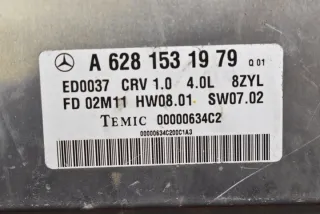 A 628 153 19 79 Q 01
ED0037 CRV 1.0 4.0L 8ZYL
FD 02M11 HW08.01 SW07.02
TEMIC 00000634C2
00000634C200C1A3